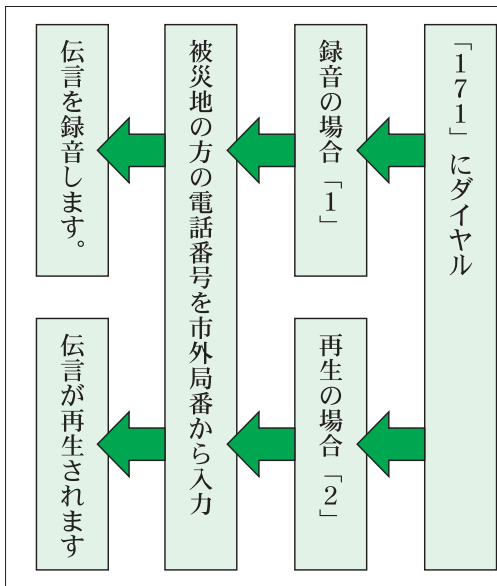 「171」にダイヤル
録音の場合「1」
再生の場合「2」
被災地の方の電話番号を市外局番から入力
伝言を録音します。
伝言が再生されます